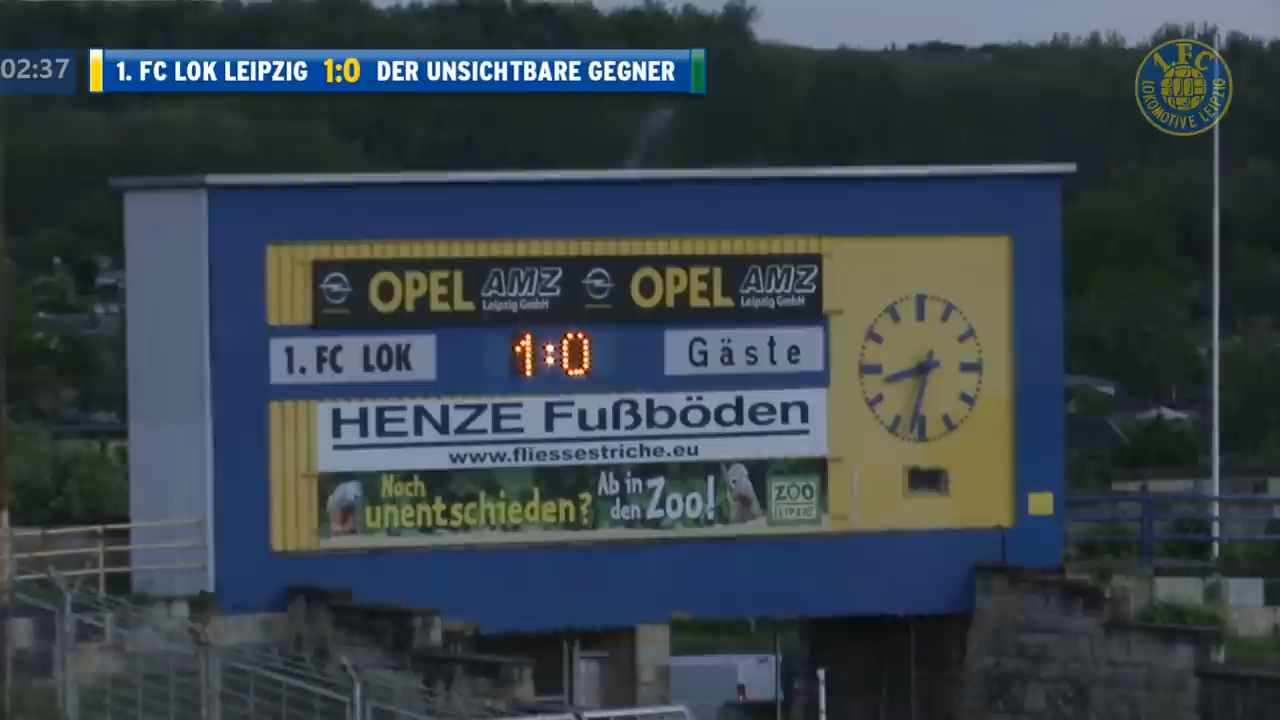 02:37
1. FC LOK LEIPZIG 1:0 DER UNSICHTBARE GEGNER
1. FC
LOKOMOTIVE LEIPZIG
OPEL AMZ Leipzig GmbH OPEL AMZ Leipzig GmbH
1. FC LOK 1:0 Gäste
HENZE Fußböden
www.fliessestriche.eu
Noch unentschieden? Ab in den Zoo!
ZOO LEIPZIG